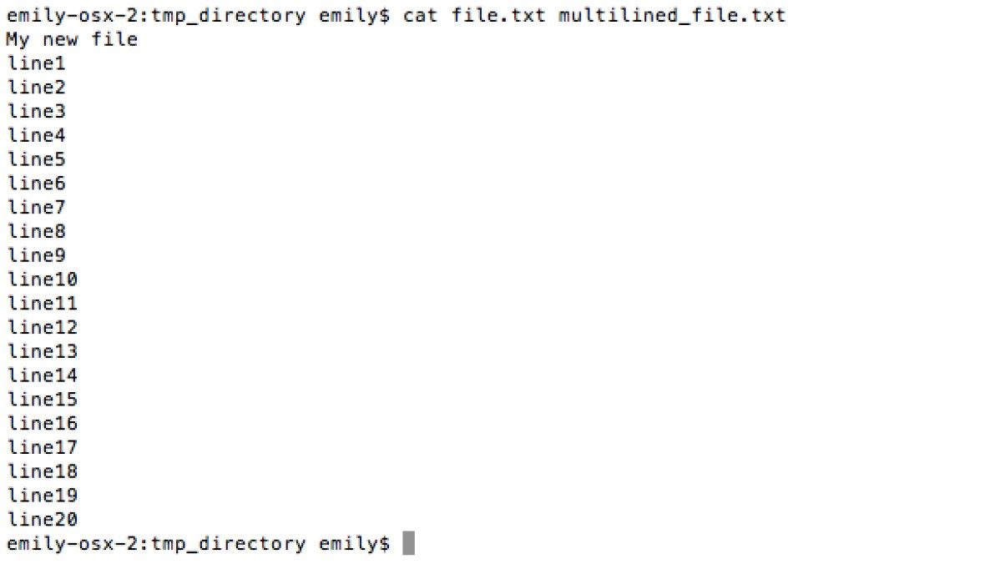 emily-osx-2:tmp_directory emily$ cat file.txt multilined_file.txt
My new file
line1
line2
line3
line4
line5
line6
line7
line8
line9
line10
line11
line12
line13
line14
line15
line16
line17
line18
line19
line20
emily-osx-2:tmp_directory emily$